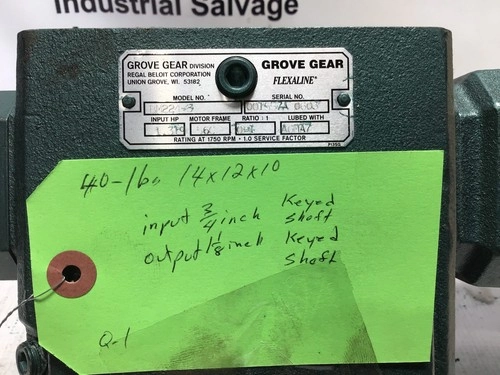 Industrial Salvage
GROVE GEAR DIVISION
REGAL BELOIT CORPORATION
UNION GROVE, WI. 53182
GROVE GEAR
FLEXALINE®
MODEL NO.
SERIAL NO.
INPUT HP
MOTOR FRAME
RATIO : 1
LUBED WITH
RATING AT 1750 RPM • 1.0 SERVICE FACTOR
40-lbs 14x12x10
input 3/4 inch Keyed shaft
output 1 1/8 inch Keyed shaft
Q-1